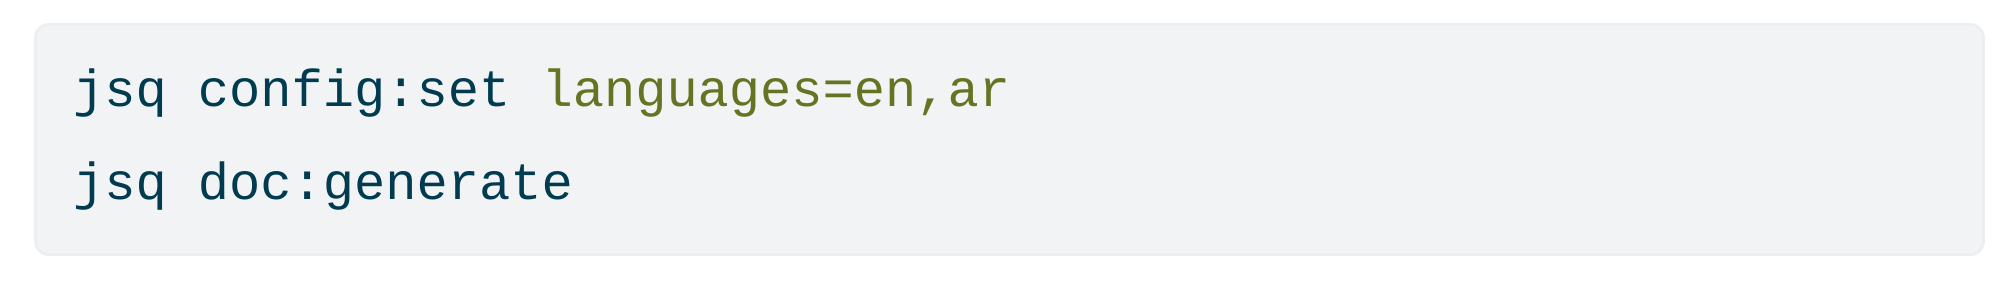 jsq config:set languages=en,ar
jsq doc:generate